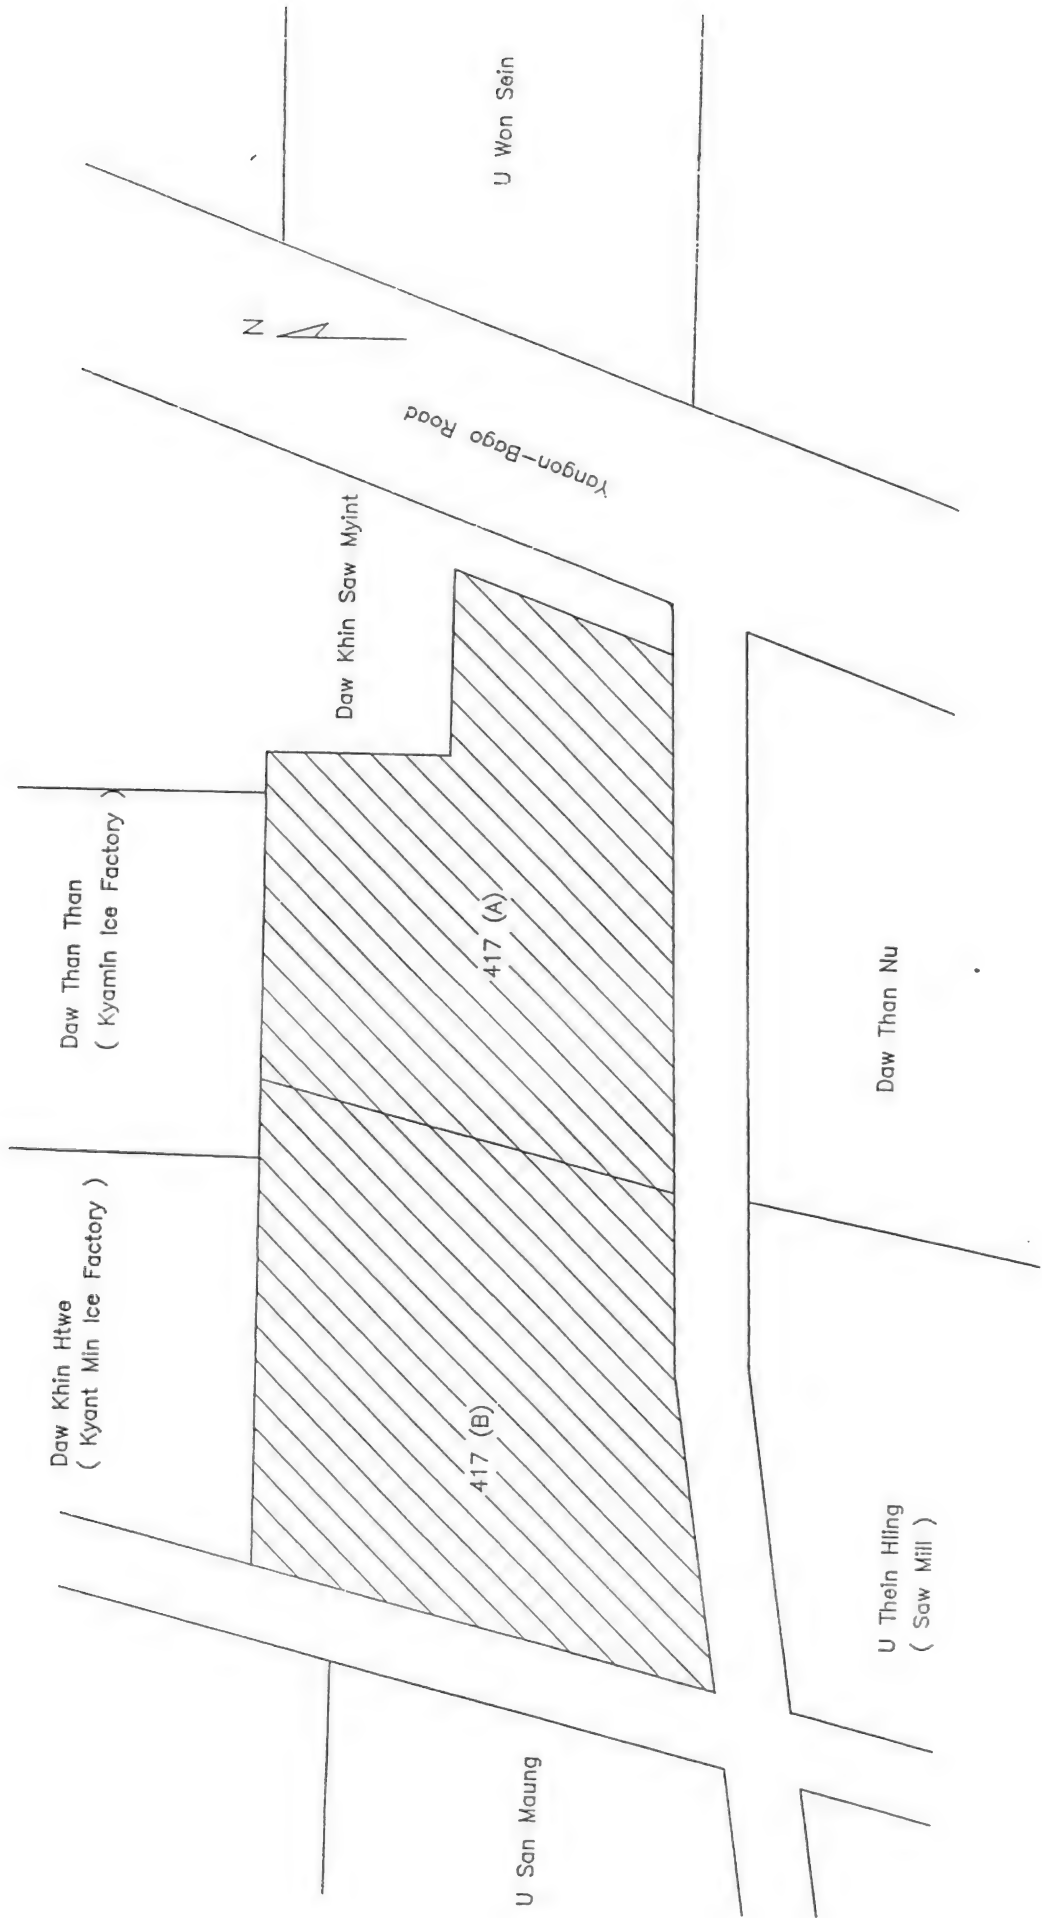 Daw Khin Htwe
( Kyant Min Ice Factory )
Daw Than Than
( Kyamin Ice Factory )
Daw Khin Saw Myint
N
Yangon-Bago Road
U Won Sein
U San Maung
417 (B)
417 (A)
U Thein Hling
( Saw Mill )
Daw Than Nu